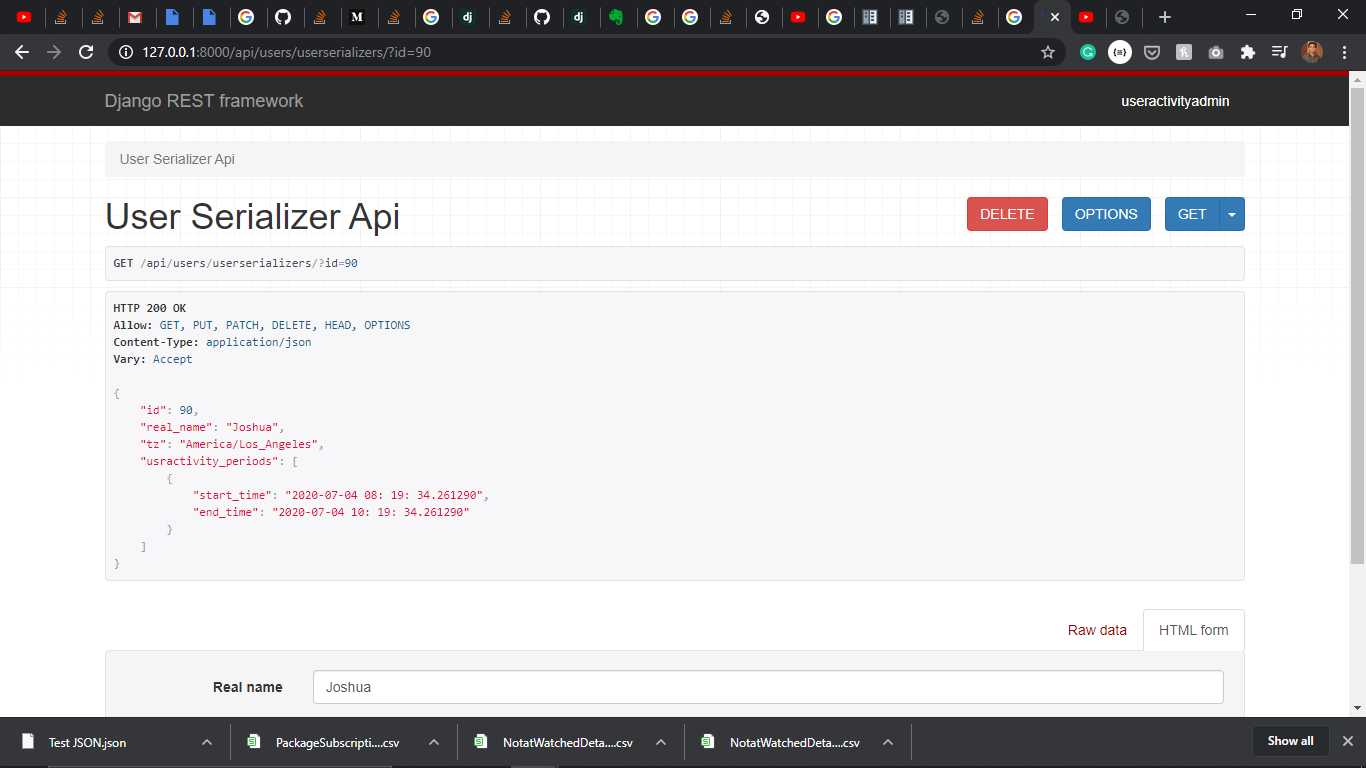 127.0.0.1:8000/api/users/userserializers/?id=90
Django REST framework
useractivityadmin
User Serializer Api
User Serializer Api
DELETE
OPTIONS
GET
GET /api/users/userserializers/?id=90
HTTP 200 OK
Allow: GET, PUT, PATCH, DELETE, HEAD, OPTIONS
Content-Type: application/json
Vary: Accept
{
"id": 90,
"real_name": "Joshua",
"tz": "America/Los_Angeles",
"usractivity_periods": [
{
"start_time": "2020-07-04 08: 19: 34.261290",
"end_time": "2020-07-04 10: 19: 34.261290"
}
]
}
Raw data
HTML form
Real name
Joshua
Test JSON.json
PackageSubscripti....csv
NotatWatchedDeta....csv
NotatWatchedDeta....csv
Show all